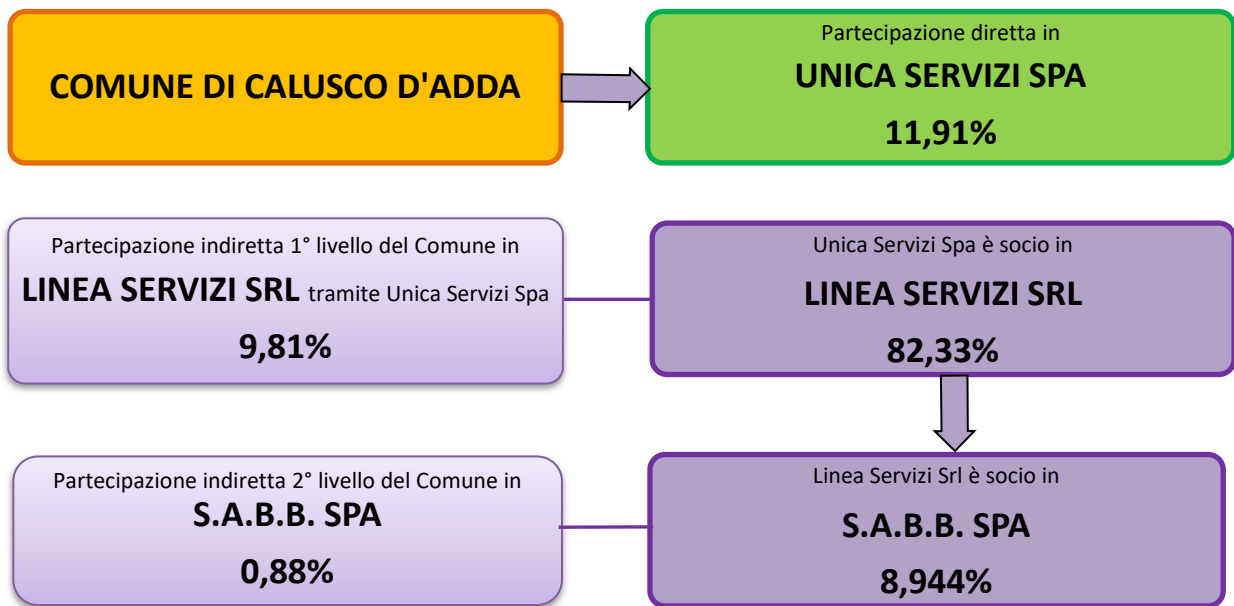 COMUNE DI CALUSCO D'ADDA
Partecipazione diretta in
UNICA SERVIZI SPA
11,91%
Partecipazione indiretta 1° livello del Comune in
LINEA SERVIZI SRL tramite Unica Servizi Spa
9,81%
Unica Servizi Spa è socio in
LINEA SERVIZI SRL
82,33%
Partecipazione indiretta 2° livello del Comune in
S.A.B.B. SPA
0,88%
Linea Servizi Srl è socio in
S.A.B.B. SPA
8,944%